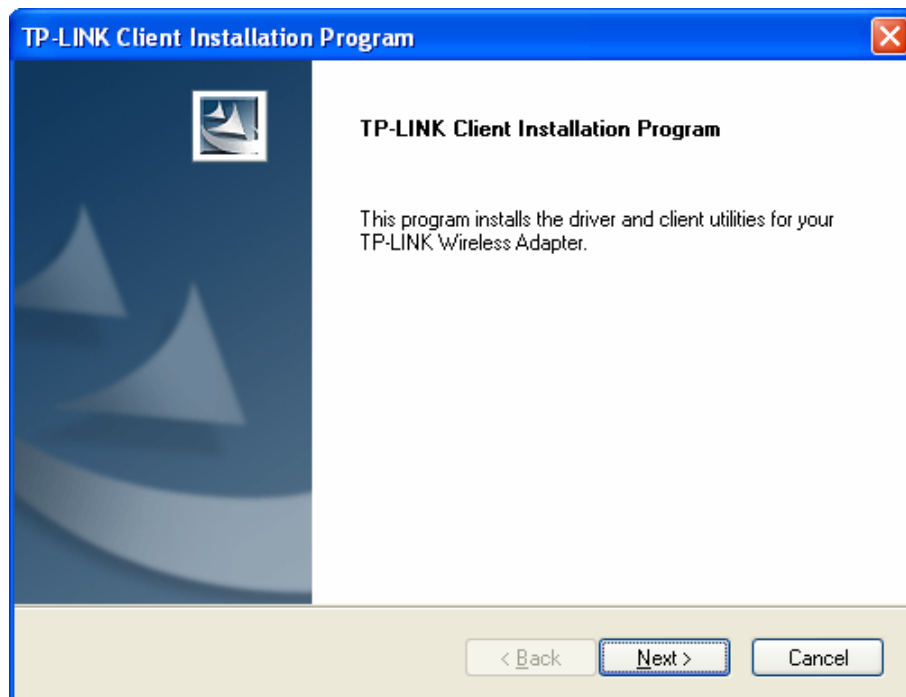 TP-LINK Client Installation Program
TP-LINK Client Installation Program
This program installs the driver and client utilities for your
TP-LINK Wireless Adapter.
< Back
Next >
Cancel